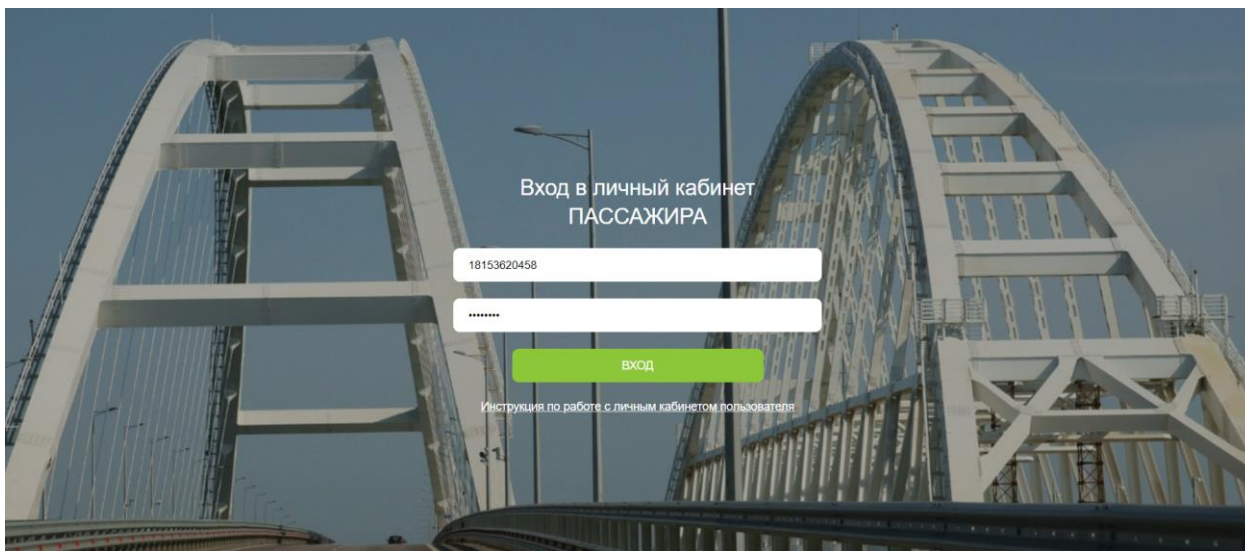 Вход в личный кабинет
ПАССАЖИРА
18153620458
••••••••
ВХОД
Инструкция по работе с личным кабинетом пользователя